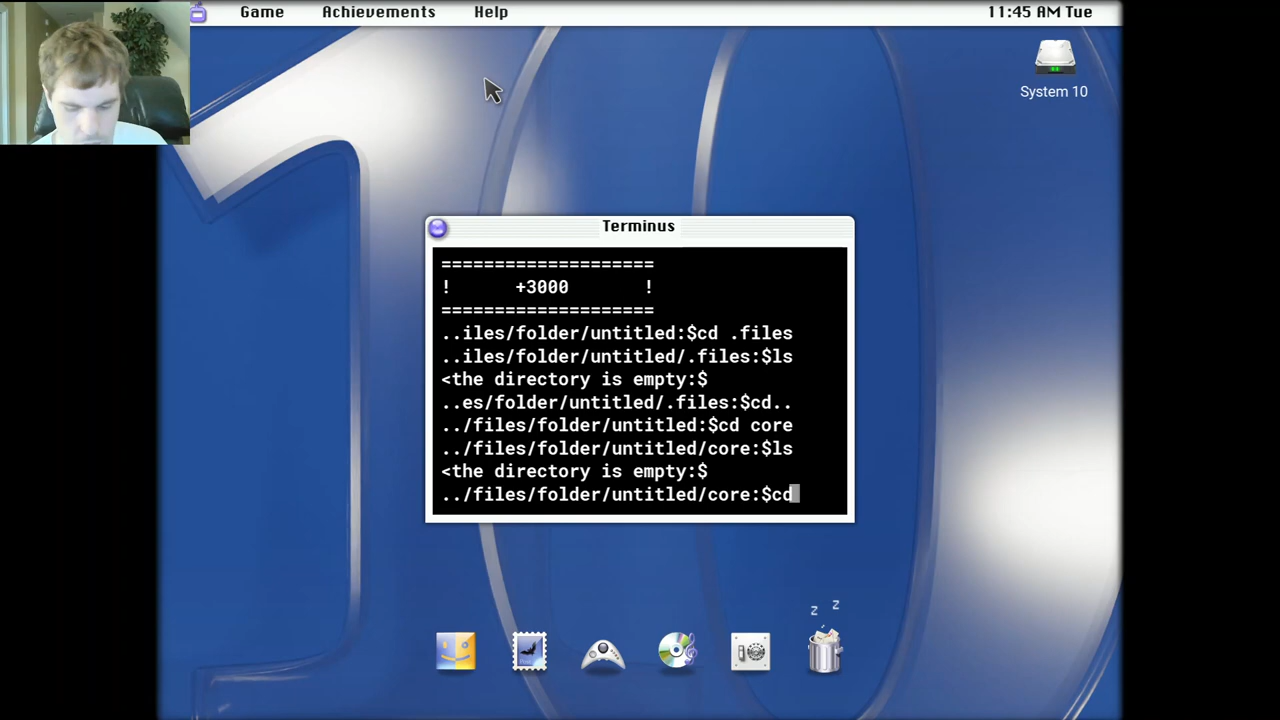 Game Achievements Help 11:45 AM Tue
System 10
Terminus
====================
! +3000 !
====================
..iles/folder/untitled:$cd .files
..iles/folder/untitled/.files:$ls
<the directory is empty:$
..es/folder/untitled/.files:$cd..
../files/folder/untitled:$cd core
../files/folder/untitled/core:$ls
<the directory is empty:$
../files/folder/untitled/core:$cd
z z